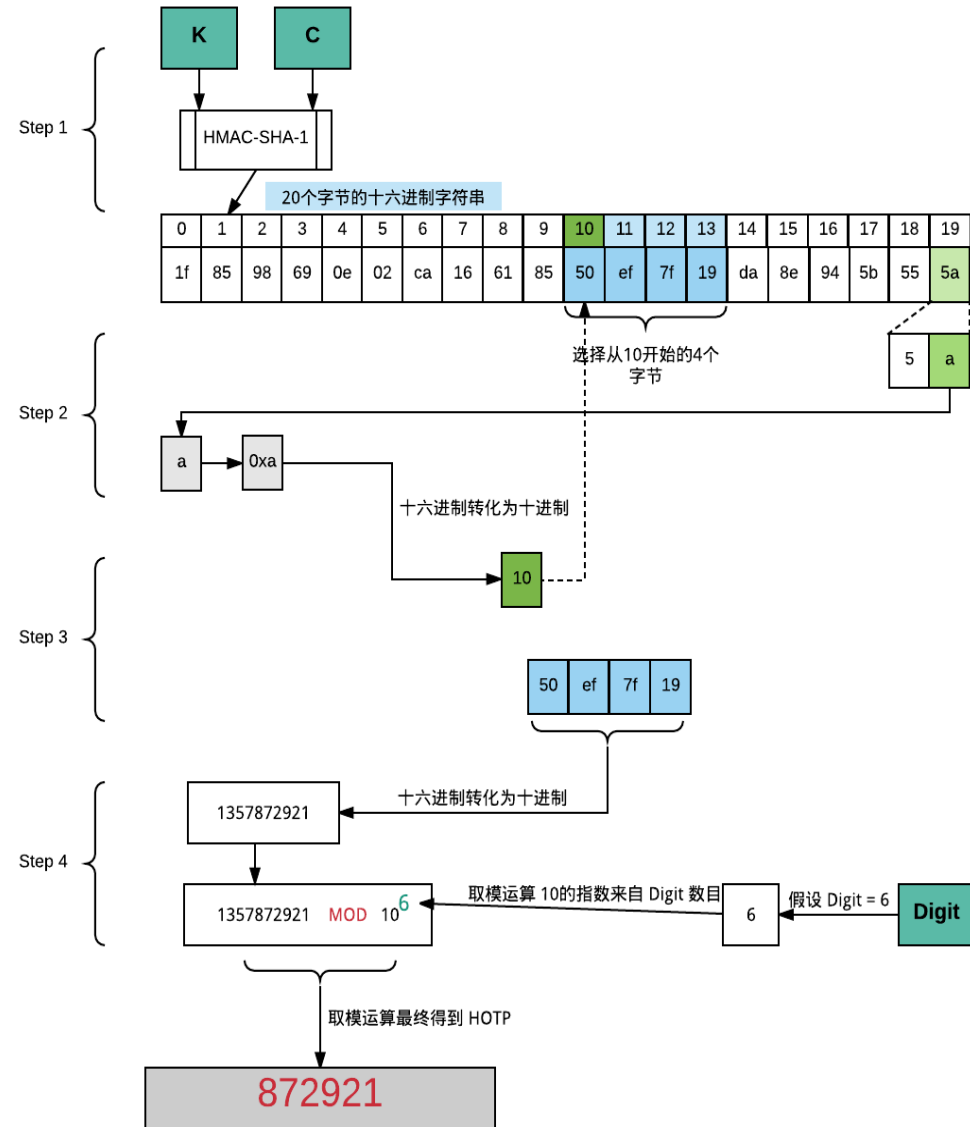 K
C
Step 1
HMAC-SHA-1
20个字节的十六进制字符串
0 1 2 3 4 5 6 7 8 9 10 11 12 13 14 15 16 17 18 19
1f 85 98 69 0e 02 ca 16 61 85 50 ef 7f 19 da 8e 94 5b 55 5a
选择从10开始的4个
字节
5 a
Step 2
a
0xa
十六进制转化为十进制
10
Step 3
50 ef 7f 19
十六进制转化为十进制
1357872921
Step 4
取模运算 10的指数来自 Digit 数目
假设 Digit = 6
1357872921 MOD 10^6
6
Digit
取模运算最终得到 HOTP
872921